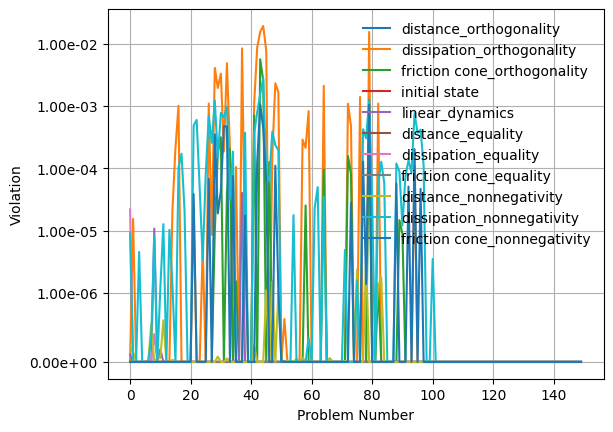 distance_orthogonality
dissipation_orthogonality
friction cone_orthogonality
initial state
linear_dynamics
distance_equality
dissipation_equality
friction cone_equality
distance_nonnegativity
dissipation_nonnegativity
friction cone_nonnegativity
1.00e-02
1.00e-03
1.00e-04
1.00e-05
1.00e-06
0.00e+00
Violation
0 20 40 60 80 100 120 140
Problem Number